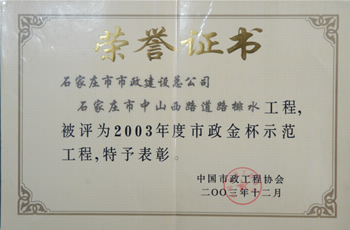 荣誉证书
石家庄市市政建设总公司
石家庄市中山西路道路排水工程,
被评为2003年度市政金杯示范
工程,特予表彰。
中国市政工程协会
二〇〇三年十二月